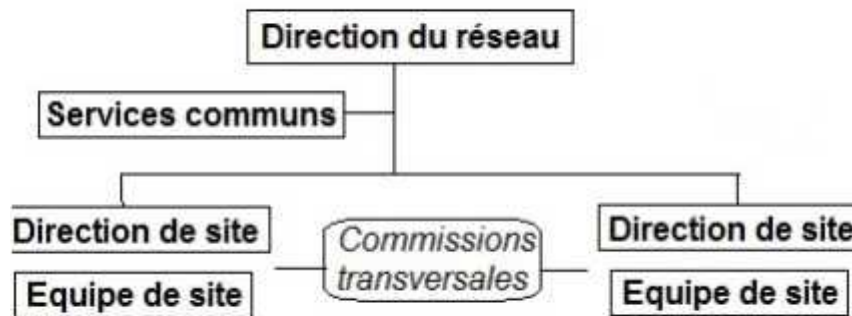 Direction du réseau
Services communs
Direction de site
Commissions
transversales
Direction de site
Equipe de site
Equipe de site